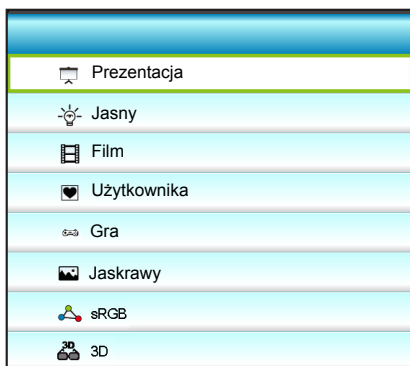 Prezentacja
Jasny
Film
Użytkownika
Gra
Jaskrawy
sRGB
3D